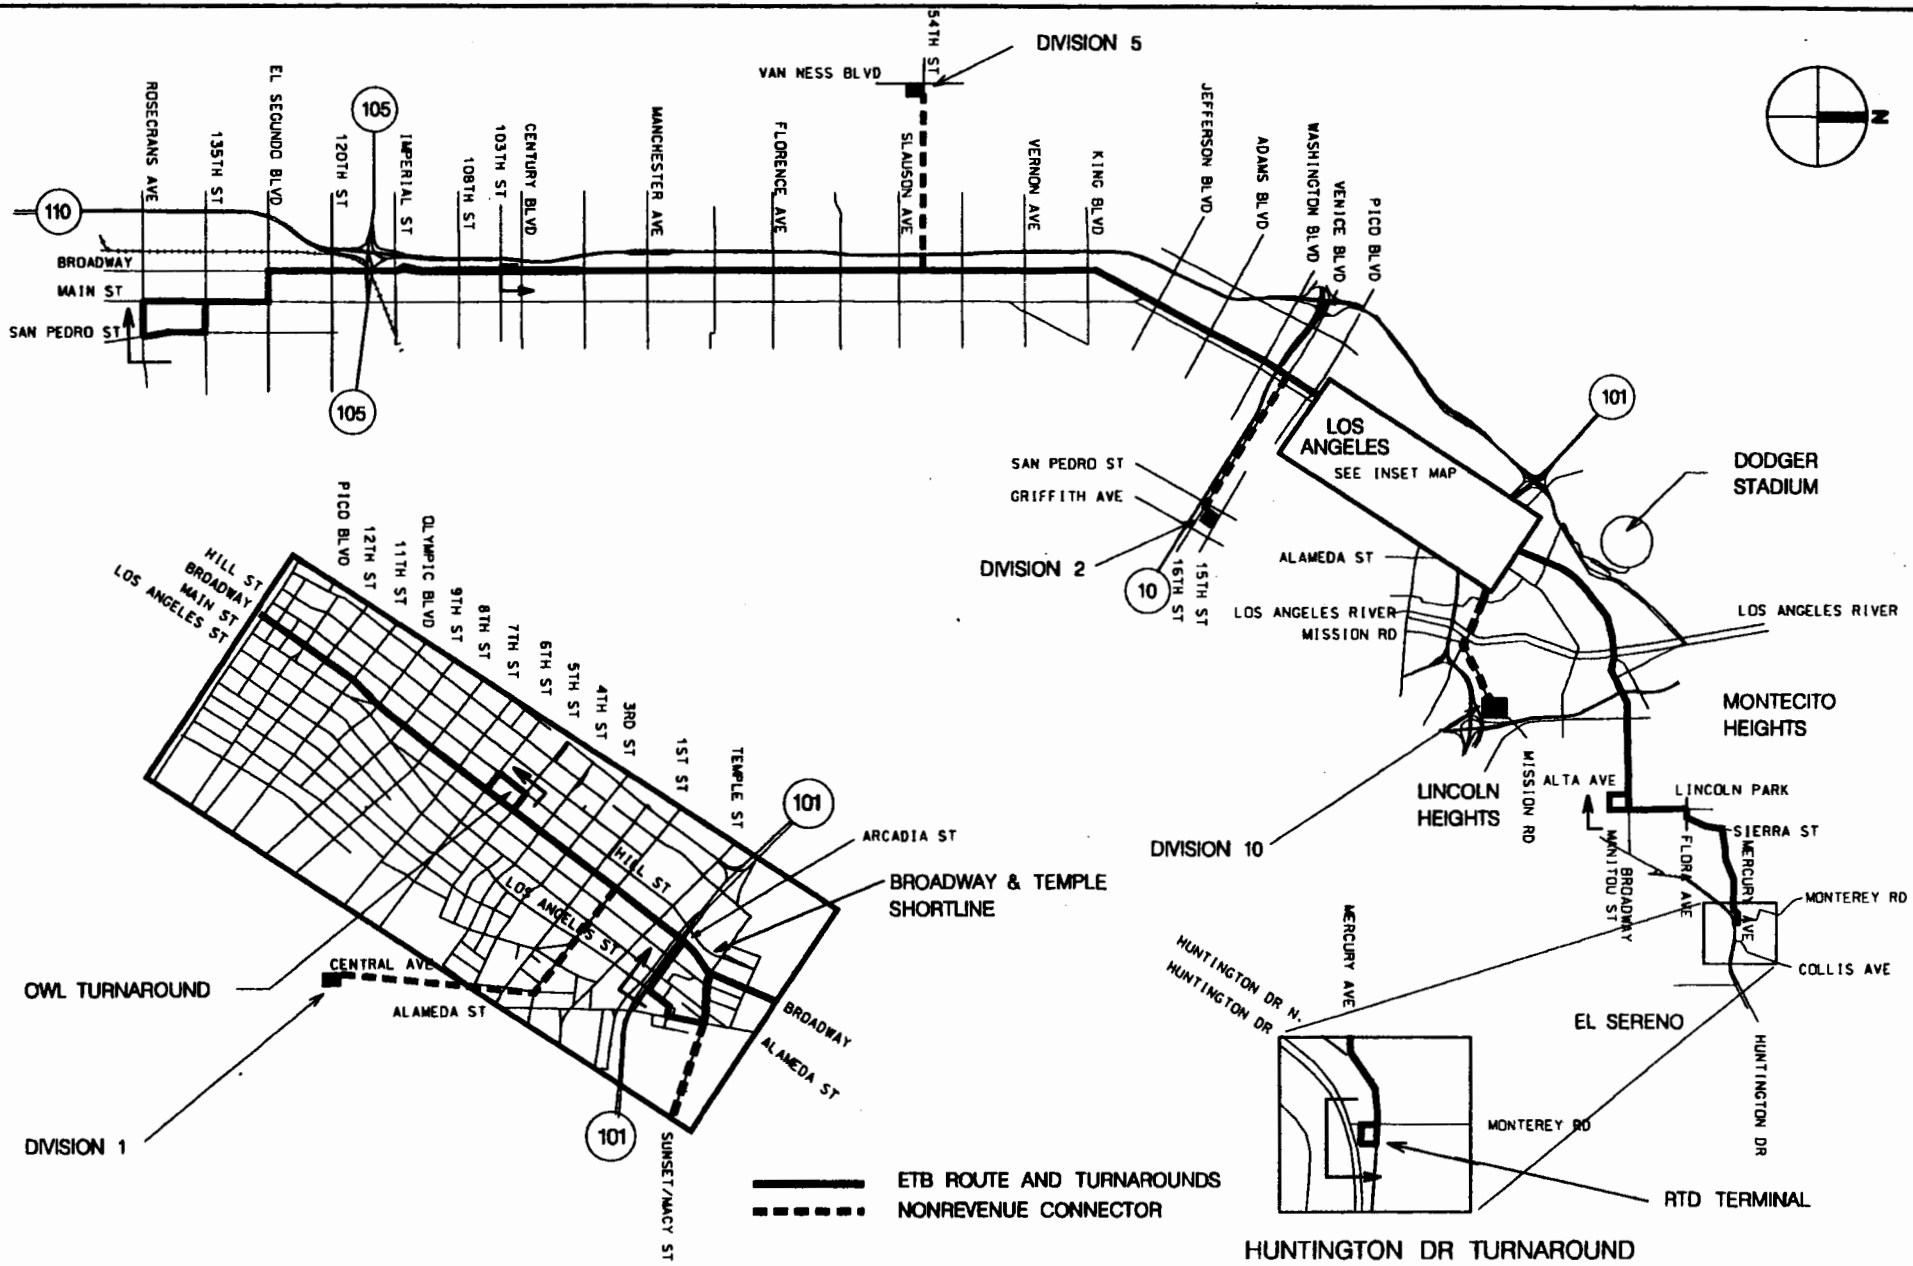 54TH ST
DIVISION 5
VAN NESS BLVD
N
ROSECRANS AVE
135TH ST
EL SEGUNDO BLVD
120TH ST
105
IMPERIAL ST
108TH ST
103TH ST
CENTURY BLVD
MANCHESTER AVE
FLORENCE AVE
SLAUSON AVE
VERNON AVE
KING BLVD
JEFFERSON BLVD
ADAMS BLVD
WASHINGTON BLVD
VENICE BLVD
PICO BLVD
110
BROADWAY
MAIN ST
SAN PEDRO ST
105
101
LOS
ANGELES
SEE INSET MAP
DODGER
STADIUM
SAN PEDRO ST
GRIFFITH AVE
DIVISION 2
10
16TH ST
15TH ST
ALAMEDA ST
LOS ANGELES RIVER
MISSION RD
LOS ANGELES RIVER
MONTECITO
HEIGHTS
LINCOLN
HEIGHTS
MISSION RD
DIVISION 10
ALTA AVE
LINCOLN PARK
SIERRA ST
MANITOU ST
BROADWAY
FLORA AVE
MERCURY AVE
MONTEREY RD
COLLIS AVE
EL SERENO
HUNTINGTON DR
HILL ST
BROADWAY
MAIN ST
LOS ANGELES ST
PICO BLVD
12TH ST
11TH ST
OLYMPIC BLVD
9TH ST
8TH ST
7TH ST
6TH ST
5TH ST
4TH ST
3RD ST
1ST ST
TEMPLE ST
101
ARCADIA ST
BROADWAY & TEMPLE
SHORTLINE
HILL ST
LOS ANGELES ST
CENTRAL AVE
OWL TURNAROUND
ALAMEDA ST
BROADWAY
ALAMEDA ST
DIVISION 1
101
SUNSET/MACY ST
HUNTINGTON DR N.
HUNTINGTON DR
MERCURY AVE
MONTEREY RD
RTD TERMINAL
HUNTINGTON DR TURNAROUND
ETB ROUTE AND TURNAROUNDS
NONREVENUE CONNECTOR